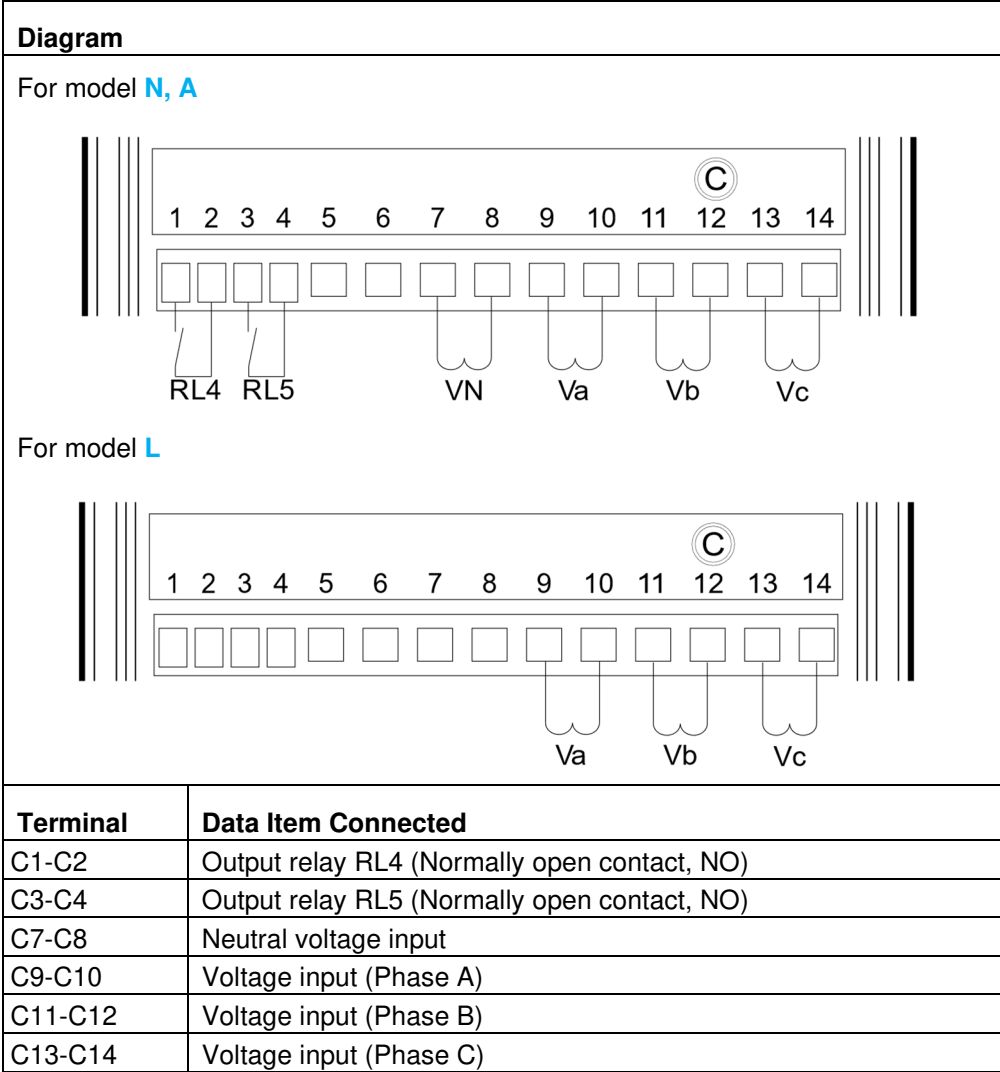 Diagram
For model N, A
C
1 2 3 4 5 6 7 8 9 10 11 12 13 14
RL4 RL5 VN Va Vb Vc
For model L
C
1 2 3 4 5 6 7 8 9 10 11 12 13 14
Va Vb Vc
Terminal Data Item Connected
C1-C2 Output relay RL4 (Normally open contact, NO)
C3-C4 Output relay RL5 (Normally open contact, NO)
C7-C8 Neutral voltage input
C9-C10 Voltage input (Phase A)
C11-C12 Voltage input (Phase B)
C13-C14 Voltage input (Phase C)